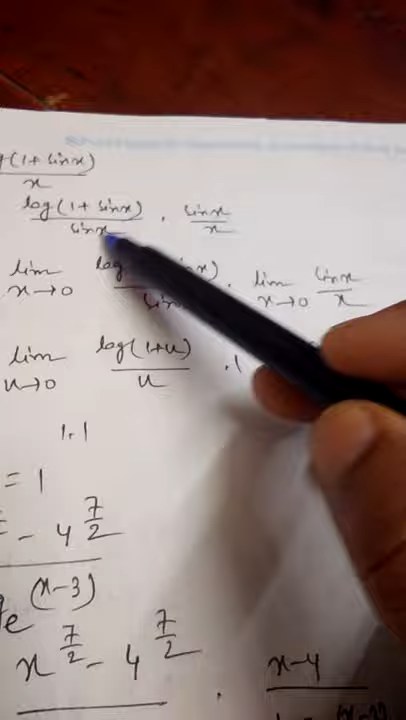 (1 + sinx)
x
log(1 + sinx) / sinx . sinx / x
lim x→0 . lim x→0 sinx / x
lim u→0 log(1+u) / u . 1
1.1
= 1
- 4^{7/2}
(x-3)
x^{7/2} - 4^{7/2} . x-4